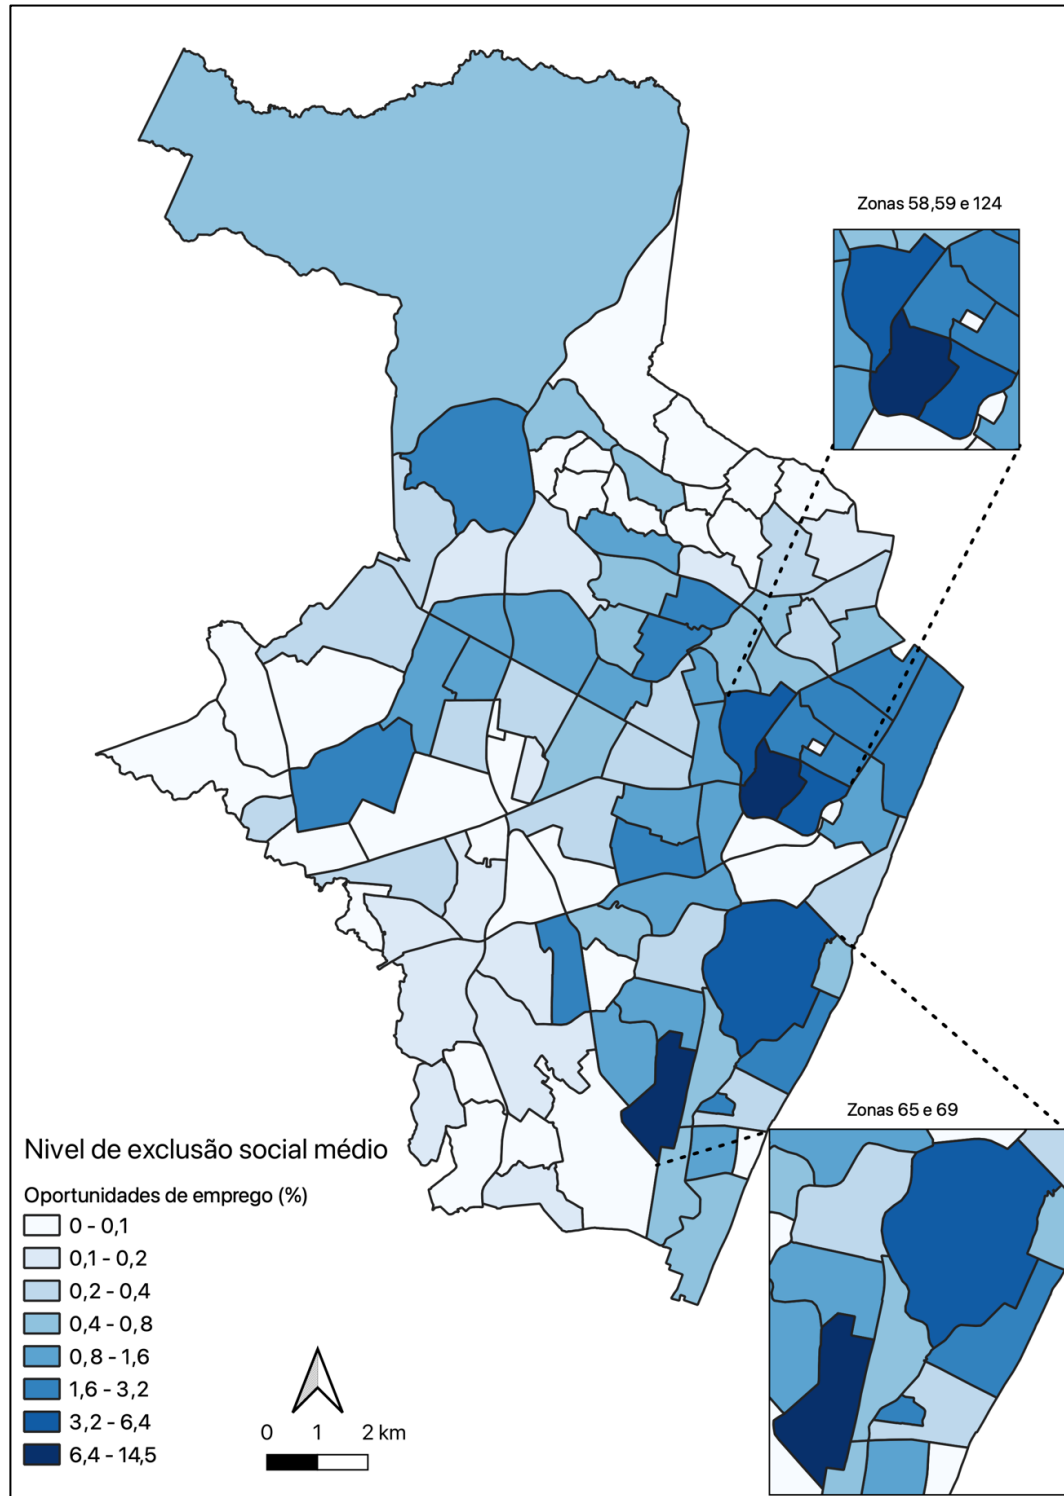 Zonas 58,59 e 124
Zonas 65 e 69
Nivel de exclusão social médio
Oportunidades de emprego (%)
0 - 0,1
0,1 - 0,2
0,2 - 0,4
0,4 - 0,8
0,8 - 1,6
1,6 - 3,2
3,2 - 6,4
6,4 - 14,5
0 1 2 km